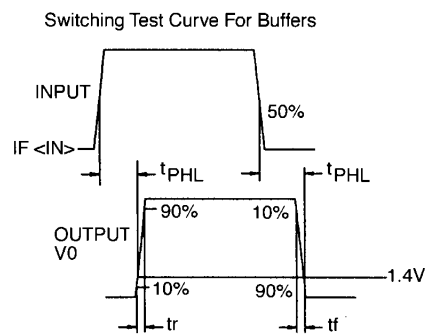 Switching Test Curve For Buffers
INPUT
50%
IF <IN>
tPHL
tPHL
90%
10%
OUTPUT
V0
1.4V
10%
90%
tr
tf